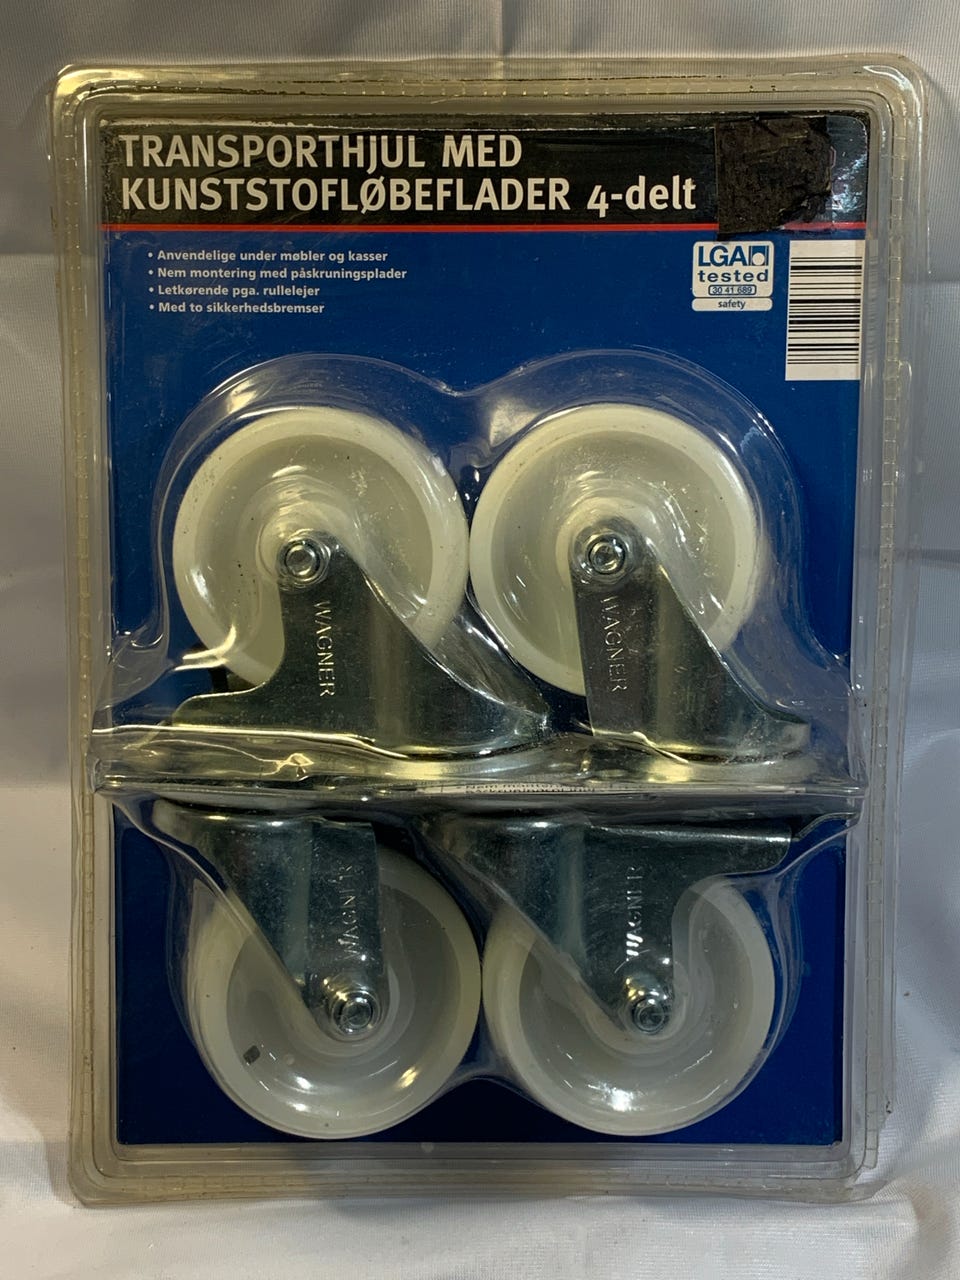 TRANSPORTHJUL MED
KUNSTSTOFLØBEFLADER 4-delt
• Anvendelige under møbler og kasser
• Nem montering med påskruningsplader
• Letkørende pga. rullelejer
• Med to sikkerhedsbremser
LGA
tested
30 41 689
safety
WAGNER
WAGNER
WAGNER
WAGNER